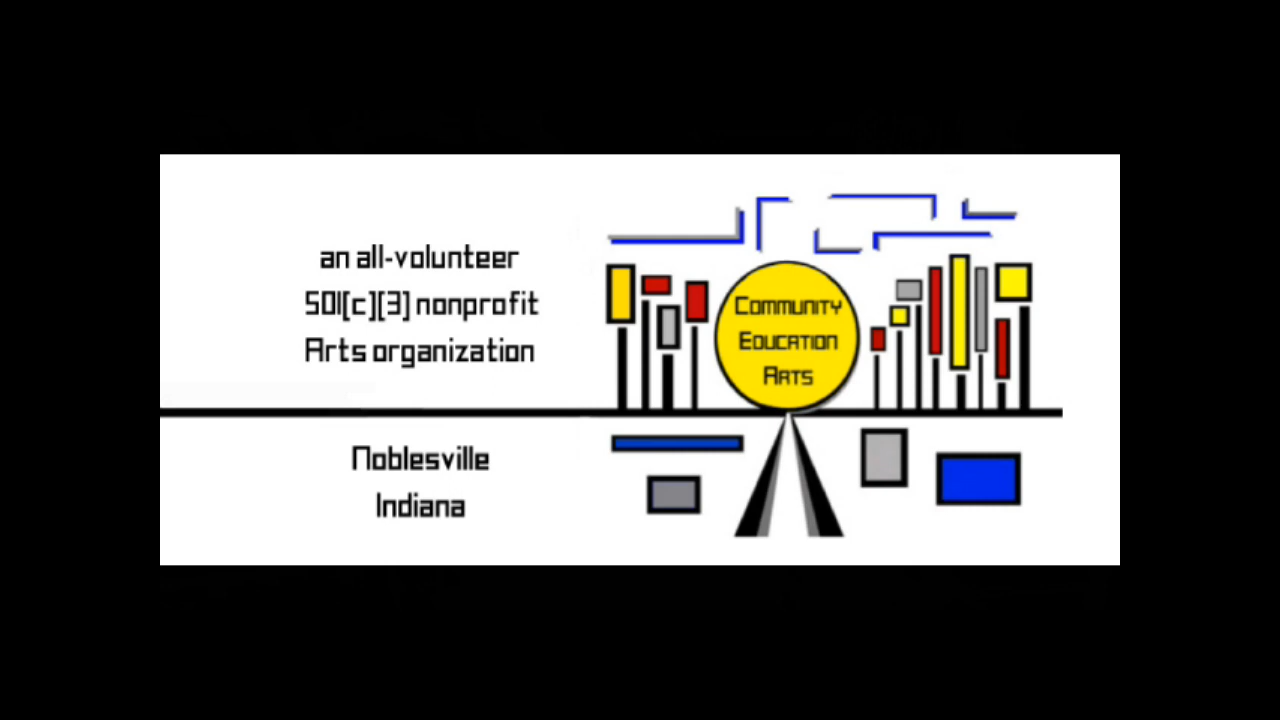 an all-volunteer
501[c][3] nonprofit
Arts organization
Noblesville
Indiana
Community
Education
Arts